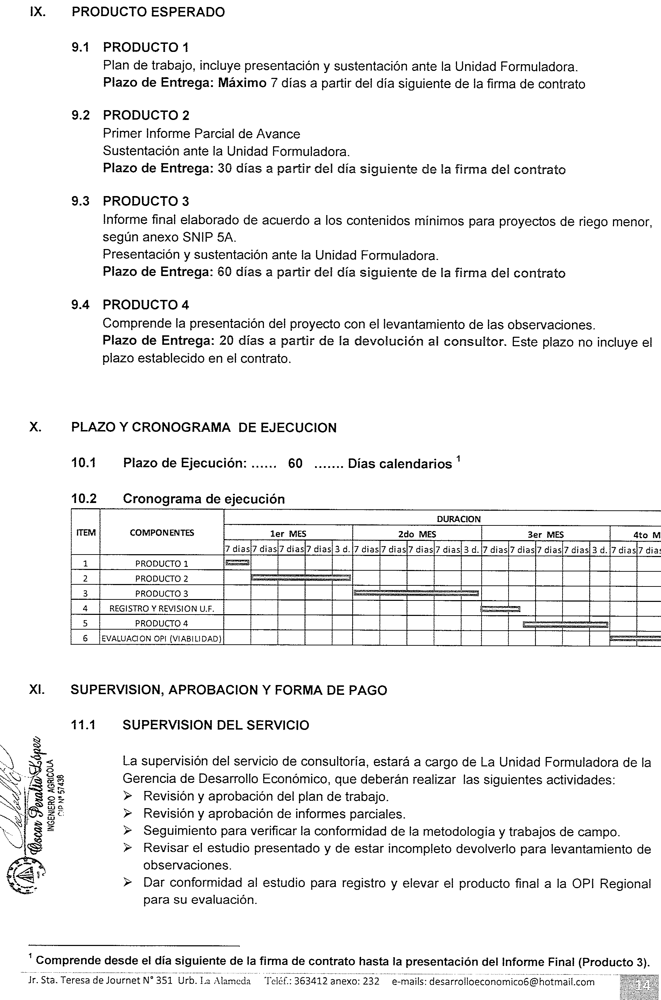 IX. PRODUCTO ESPERADO
9.1 PRODUCTO 1
Plan de trabajo, incluye presentación y sustentación ante la Unidad Formuladora.
Plazo de Entrega: Máximo 7 días a partir del día siguiente de la firma de contrato
9.2 PRODUCTO 2
Primer Informe Parcial de Avance
Sustentación ante la Unidad Formuladora.
Plazo de Entrega: 30 días a partir del día siguiente de la firma del contrato
9.3 PRODUCTO 3
Informe final elaborado de acuerdo a los contenidos mínimos para proyectos de riego menor,
según anexo SNIP 5A.
Presentación y sustentación ante la Unidad Formuladora.
Plazo de Entrega: 60 días a partir del día siguiente de la firma del contrato
9.4 PRODUCTO 4
Comprende la presentación del proyecto con el levantamiento de las observaciones.
Plazo de Entrega: 20 días a partir de la devolución al consultor. Este plazo no incluye el
plazo establecido en el contrato.
X. PLAZO Y CRONOGRAMA DE EJECUCION
10.1 Plazo de Ejecución: ...... 60 ....... Días calendarios 1
10.2 Cronograma de ejecución
ITEM COMPONENTES DURACION
1er MES 2do MES 3er MES 4to M
7 dias 7 dias 7 dias 7 dias 3 d. 7 dias 7 dias 7 dias 7 dias 3 d. 7 dias 7 dias 7 dias 7 dias 3 d. 7 dias 7 dias
1 PRODUCTO 1
2 PRODUCTO 2
3 PRODUCTO 3
4 REGISTRO Y REVISION U.F.
5 PRODUCTO 4
6 EVALUACION OPI (VIABILIDAD)
XI. SUPERVISION, APROBACION Y FORMA DE PAGO
11.1 SUPERVISION DEL SERVICIO
La supervisión del servicio de consultoría, estará a cargo de La Unidad Formuladora de la
Gerencia de Desarrollo Económico, que deberán realizar las siguientes actividades:
➢ Revisión y aprobación del plan de trabajo.
➢ Revisión y aprobación de informes parciales.
➢ Seguimiento para verificar la conformidad de la metodología y trabajos de campo.
➢ Revisar el estudio presentado y de estar incompleto devolverlo para levantamiento de
observaciones.
➢ Dar conformidad al estudio para registro y elevar el producto final a la OPI Regional
para su evaluación.
Oscar Peralta López
INGENIERO AGRICOLA
CIP Nº 57438
1 Comprende desde el día siguiente de la firma de contrato hasta la presentación del Informe Final (Producto 3).
Jr. Sta. Teresa de Journet N° 351 Urb. La Alameda Teléf.: 363412 anexo: 232 e-mails: desarrolloeconomico6@hotmail.com
14